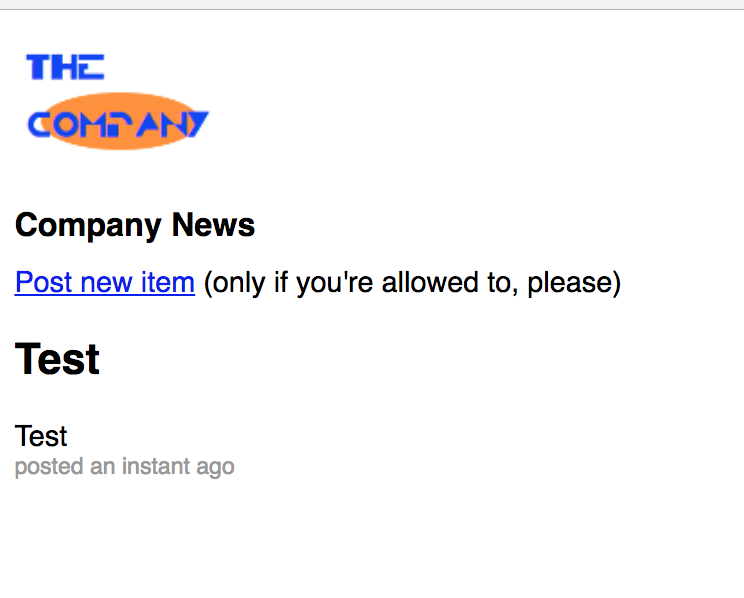 THE
COMPANY
Company News
Post new item (only if you're allowed to, please)
Test
Test
posted an instant ago